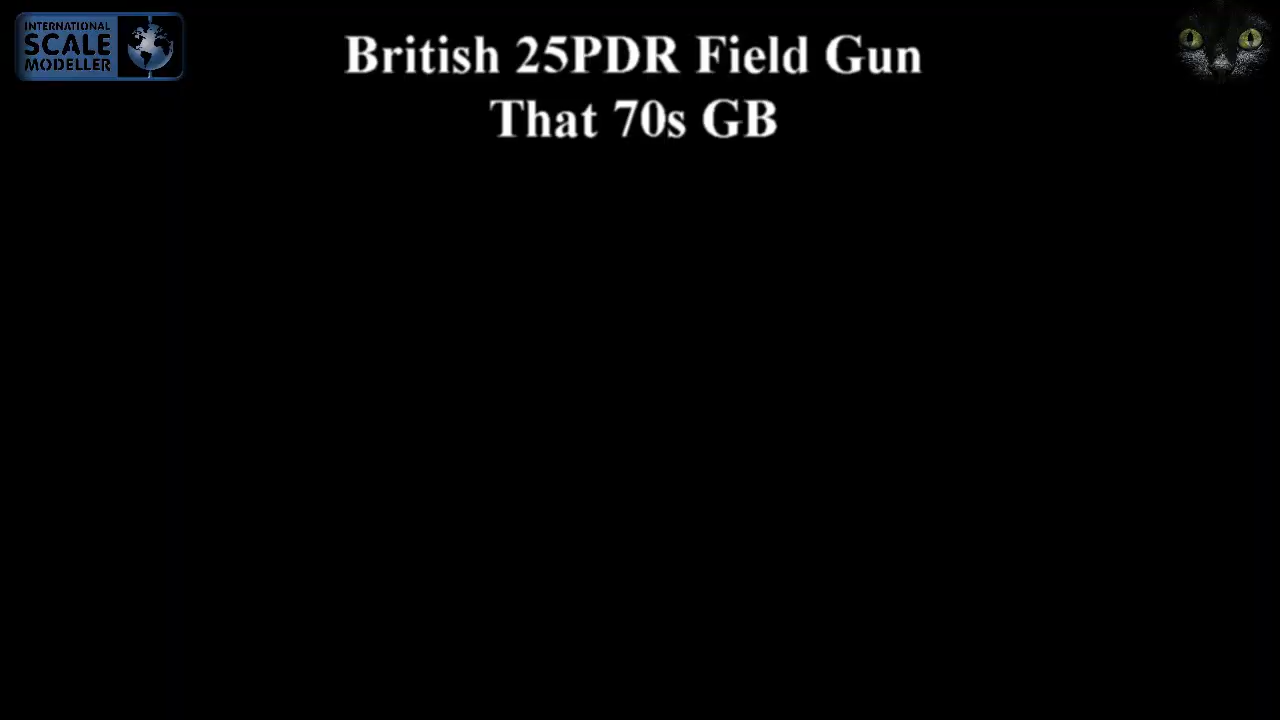 INTERNATIONAL
SCALE
MODELLER
British 25PDR Field Gun
That 70s GB